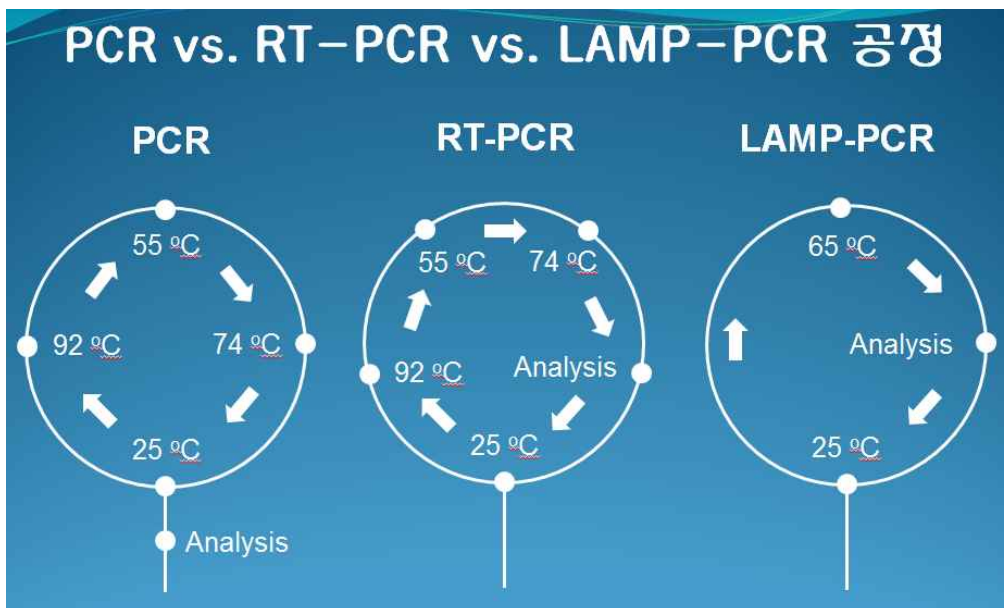 PCR vs. RT-PCR vs. LAMP-PCR 공정
PCR
55 ºC
92 ºC
74 ºC
25 ºC
Analysis
RT-PCR
55 ºC
74 ºC
92 ºC
Analysis
25 ºC
LAMP-PCR
65 ºC
Analysis
25 ºC